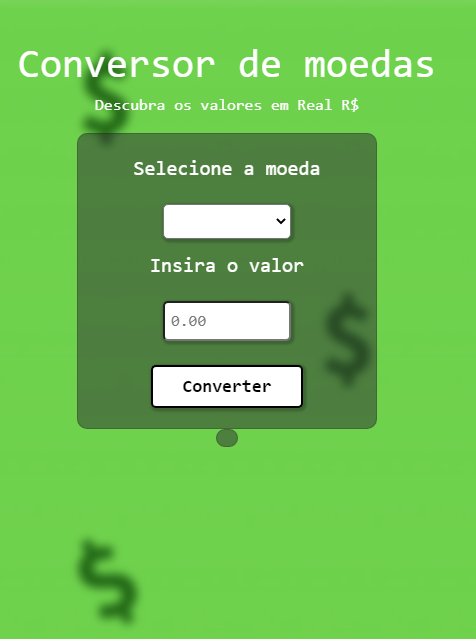 Conversor de moedas
Descubra os valores em Real R$
Selecione a moeda
Insira o valor
0.00
Converter